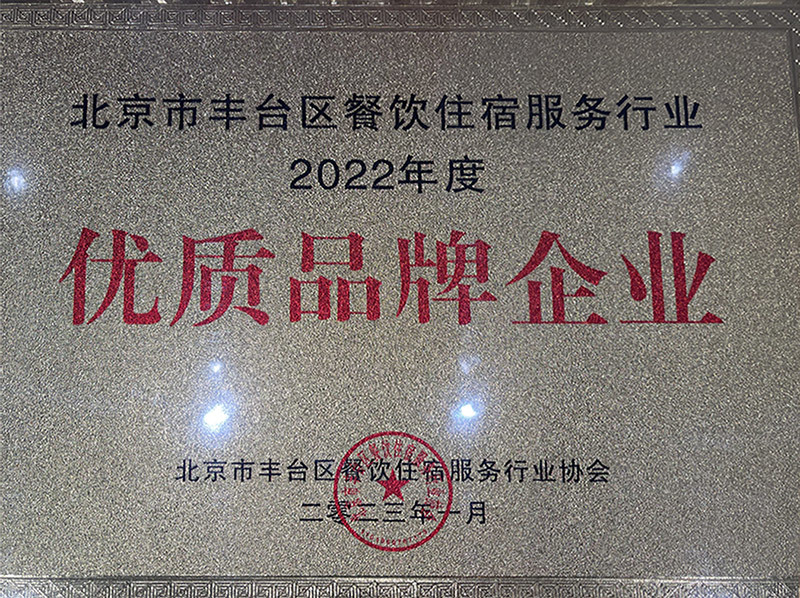 北京市丰台区餐饮住宿服务行业
2022年度
优质品牌企业
北京市丰台区餐饮住宿服务行业协会
二零二三年一月